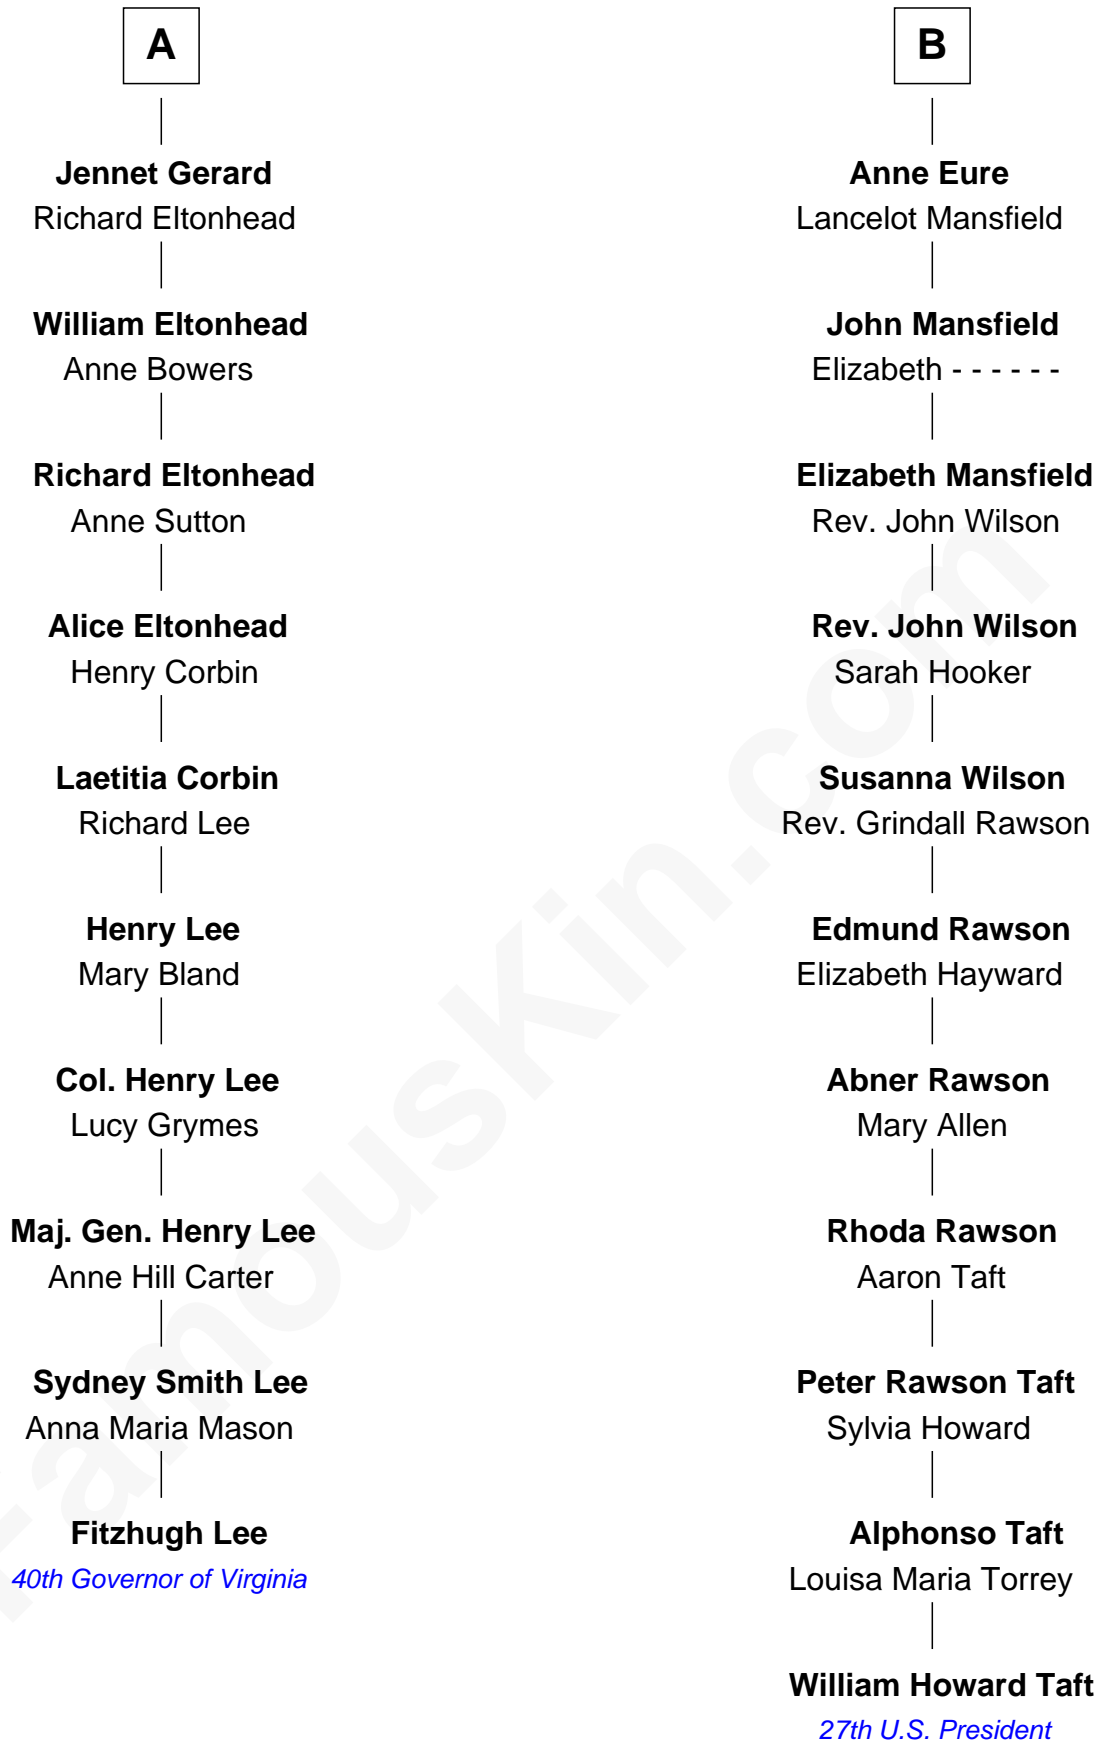 A
Jennet Gerard
Richard Eltonhead
William Eltonhead
Anne Bowers
Richard Eltonhead
Anne Sutton
Alice Eltonhead
Henry Corbin
Laetitia Corbin
Richard Lee
Henry Lee
Mary Bland
Col. Henry Lee
Lucy Grymes
Maj. Gen. Henry Lee
Anne Hill Carter
Sydney Smith Lee
Anna Maria Mason
Fitzhugh Lee
40th Governor of Virginia
B
Anne Eure
Lancelot Mansfield
John Mansfield
Elizabeth - - - - - -
Elizabeth Mansfield
Rev. John Wilson
Rev. John Wilson
Sarah Hooker
Susanna Wilson
Rev. Grindall Rawson
Edmund Rawson
Elizabeth Hayward
Abner Rawson
Mary Allen
Rhoda Rawson
Aaron Taft
Peter Rawson Taft
Sylvia Howard
Alphonso Taft
Louisa Maria Torrey
William Howard Taft
27th U.S. President
FamousKin.com